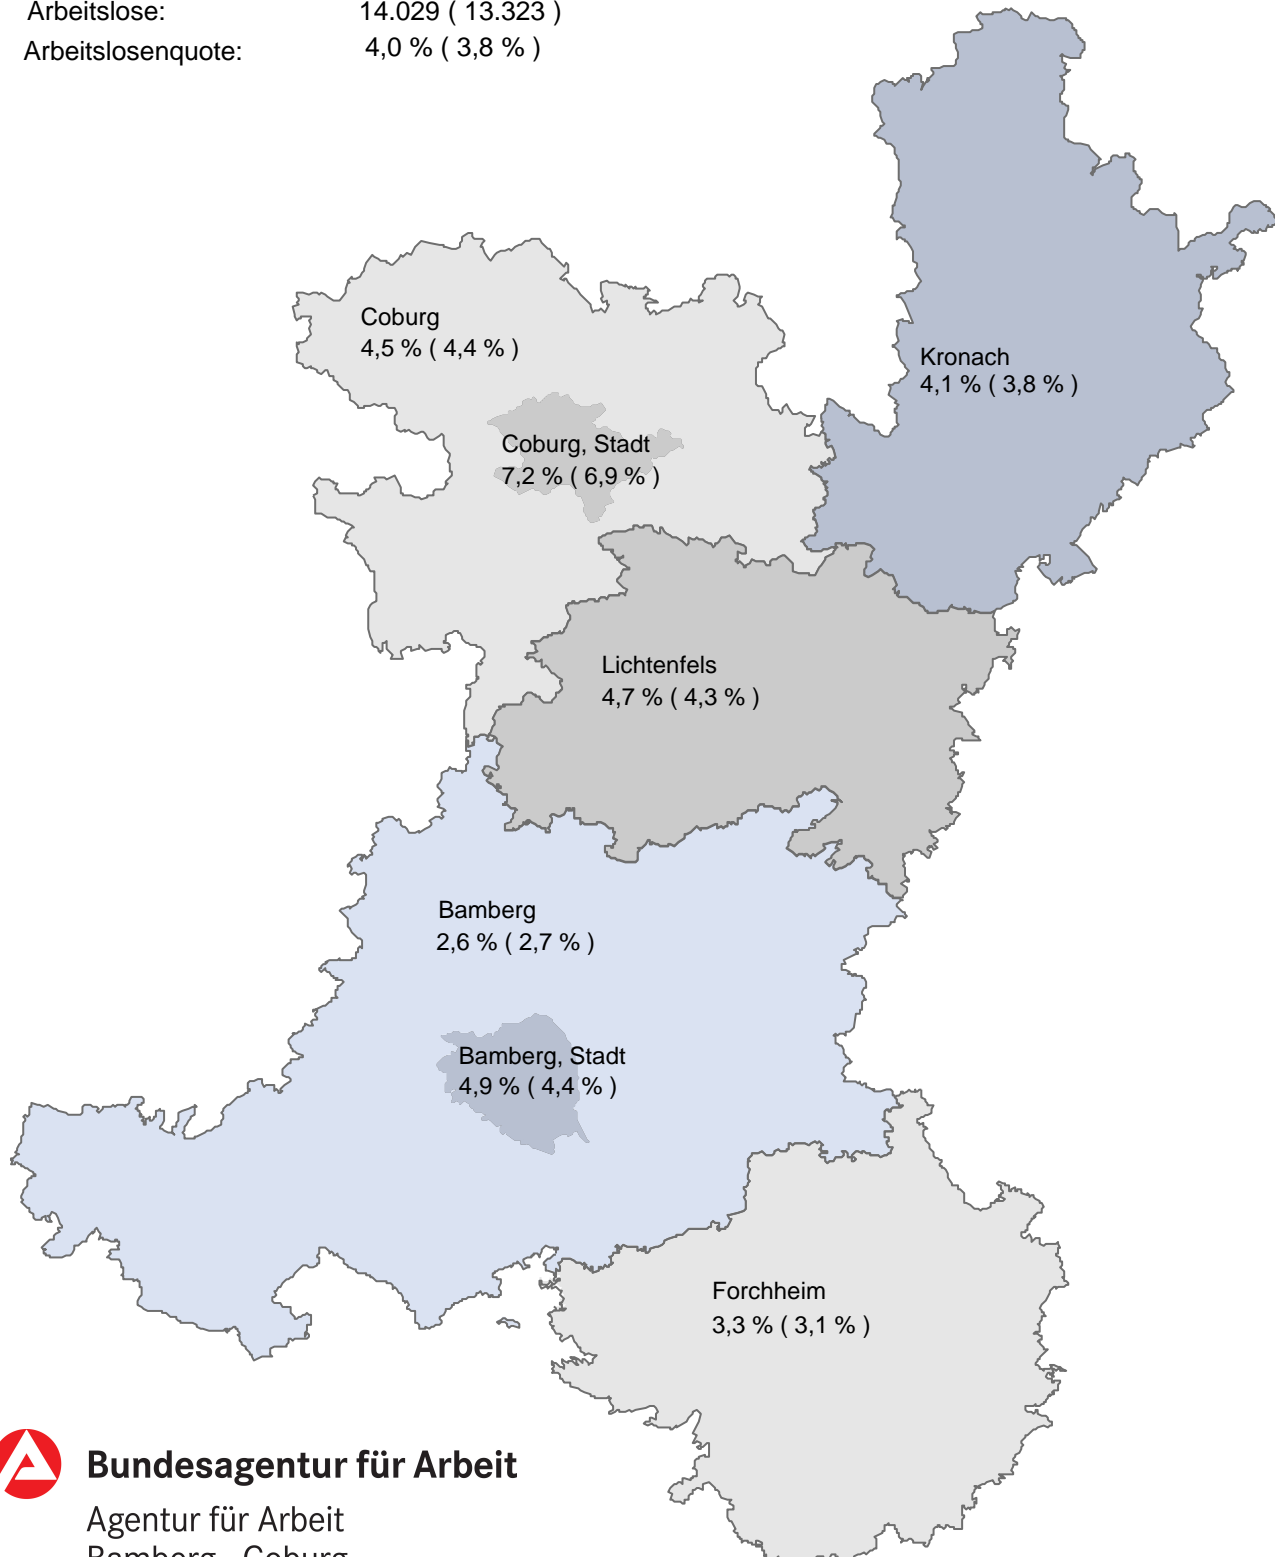 Arbeitslose: 14.029 ( 13.323 )
Arbeitslosenquote: 4,0 % ( 3,8 % )
Coburg
4,5 % ( 4,4 % )
Kronach
4,1 % ( 3,8 % )
Coburg, Stadt
7,2 % ( 6,9 % )
Lichtenfels
4,7 % ( 4,3 % )
Bamberg
2,6 % ( 2,7 % )
Bamberg, Stadt
4,9 % ( 4,4 % )
Forchheim
3,3 % ( 3,1 % )
Bundesagentur für Arbeit
Agentur für Arbeit
Bamberg - Coburg